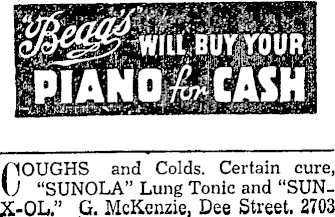 "Begg's"
WILL BUY YOUR
PIANO for CASH
COUGHS and Colds. Certain cure,
"SUNOLA" Lung Tonic and "SUN-
X-OL." G. McKenzie, Dee Street. 2703